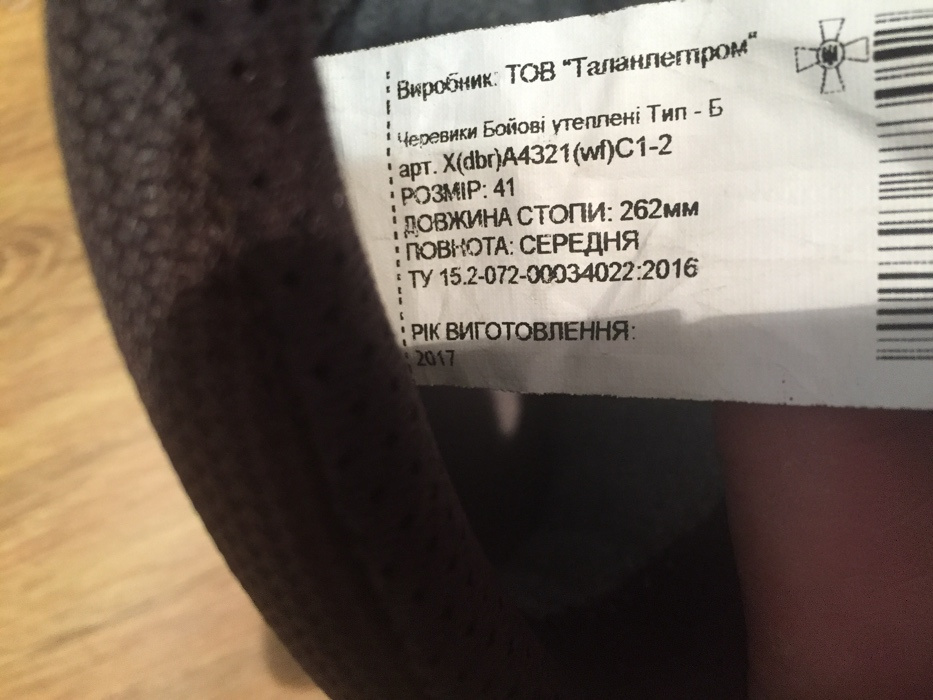 Виробник: ТОВ "Таланлегпром"
Черевики Бойові утеплені Тип - Б
арт. X(dbr)A4321(wf)C1-2
РОЗМІР: 41
ДОВЖИНА СТОПИ: 262мм
ПОВНОТА: СЕРЕДНЯ
ТУ 15.2-072-00034022:2016
РІК ВИГОТОВЛЕННЯ:
2017